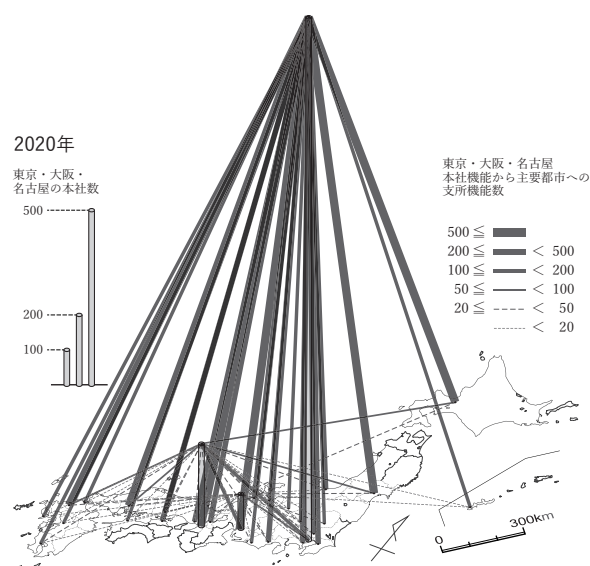 2020年
東京・大阪・
名古屋の本社数
500
200
100
東京・大阪・名古屋
本社機能から主要都市への
支所機能数
500≦
200≦ < 500
100≦ < 200
50≦ < 100
20≦ < 50
< 20
0 300km